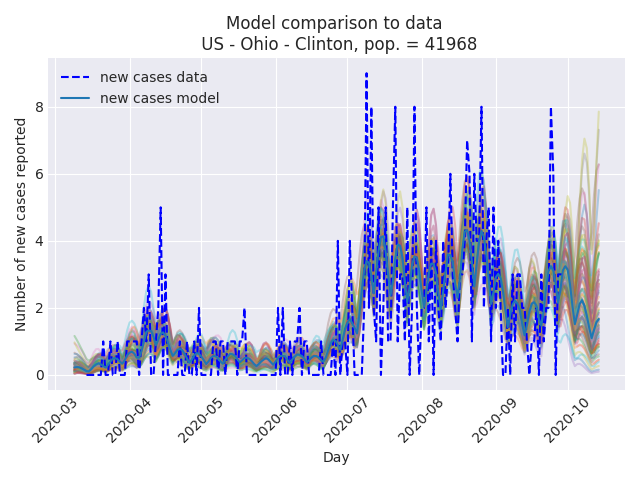 Model comparison to data
US - Ohio - Clinton, pop. = 41968
new cases data
new cases model
Number of new cases reported
8
6
4
2
0
2020-03
2020-04
2020-05
2020-06
2020-07
2020-08
2020-09
2020-10
Day